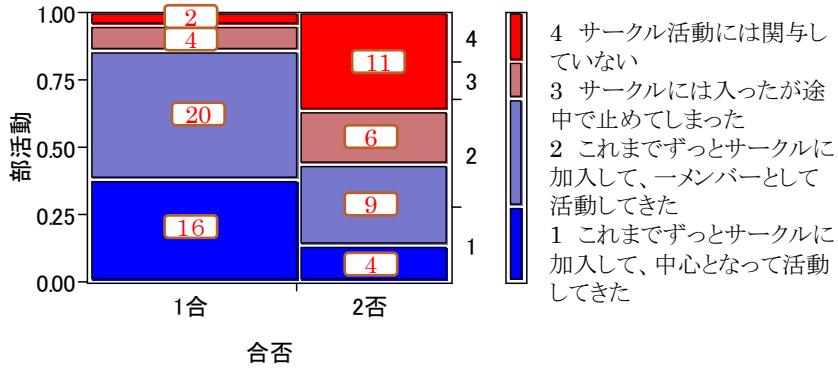 1.00
0.75
0.50
0.25
0.00
部活動
2
4
20
16
11
6
9
4
4
3
2
1
1合
2否
合否
4 サークル活動には関与し
ていない
3 サークルには入ったが途
中で止めてしまった
2 これまでずっとサークルに
加入して、一メンバーとして
活動してきた
1 これまでずっとサークルに
加入して、中心となって活動
してきた